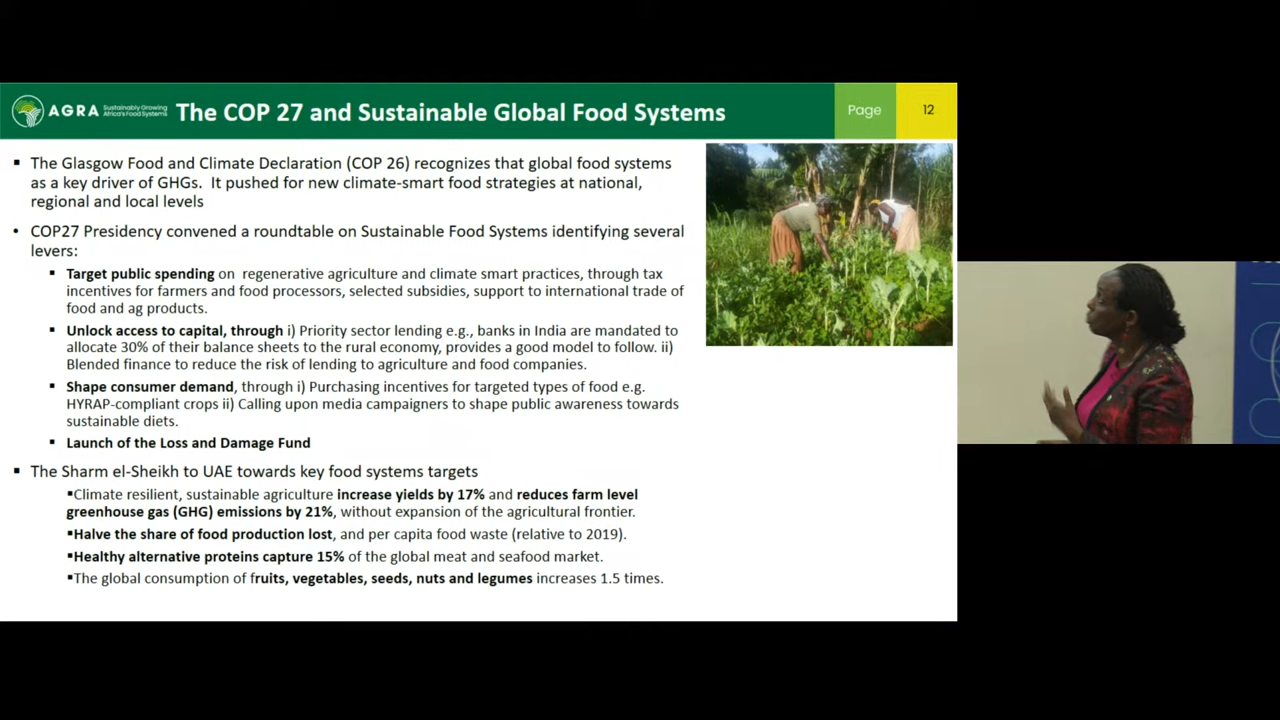 AGRA Sustainably Growing Africa's Food Systems
The COP 27 and Sustainable Global Food Systems
Page 12
▪ The Glasgow Food and Climate Declaration (COP 26) recognizes that global food systems
as a key driver of GHGs. It pushed for new climate-smart food strategies at national,
regional and local levels
• COP27 Presidency convened a roundtable on Sustainable Food Systems identifying several
levers:
▪ Target public spending on regenerative agriculture and climate smart practices, through tax
incentives for farmers and food processors, selected subsidies, support to international trade of
food and ag products.
▪ Unlock access to capital, through i) Priority sector lending e.g., banks in India are mandated to
allocate 30% of their balance sheets to the rural economy, provides a good model to follow. ii)
Blended finance to reduce the risk of lending to agriculture and food companies.
▪ Shape consumer demand, through i) Purchasing incentives for targeted types of food e.g.
HYRAP-compliant crops ii) Calling upon media campaigners to shape public awareness towards
sustainable diets.
▪ Launch of the Loss and Damage Fund
▪ The Sharm el-Sheikh to UAE towards key food systems targets
▪Climate resilient, sustainable agriculture increase yields by 17% and reduces farm level
greenhouse gas (GHG) emissions by 21%, without expansion of the agricultural frontier.
▪Halve the share of food production lost, and per capita food waste (relative to 2019).
▪Healthy alternative proteins capture 15% of the global meat and seafood market.
▪The global consumption of fruits, vegetables, seeds, nuts and legumes increases 1.5 times.